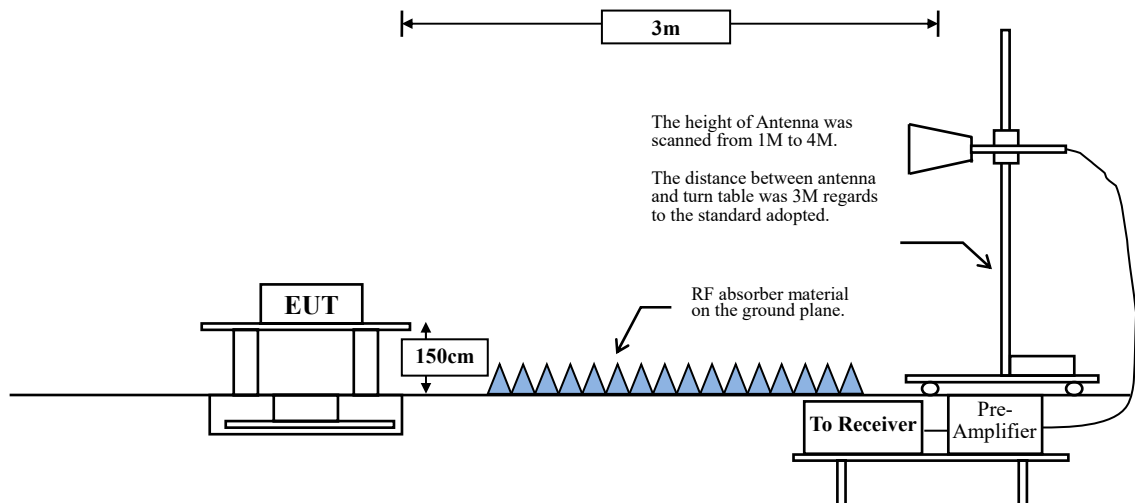 3m
The height of Antenna was
scanned from 1M to 4M.
The distance between antenna
and turn table was 3M regards
to the standard adopted.
EUT
RF absorber material
on the ground plane.
150cm
To Receiver
Pre-
Amplifier